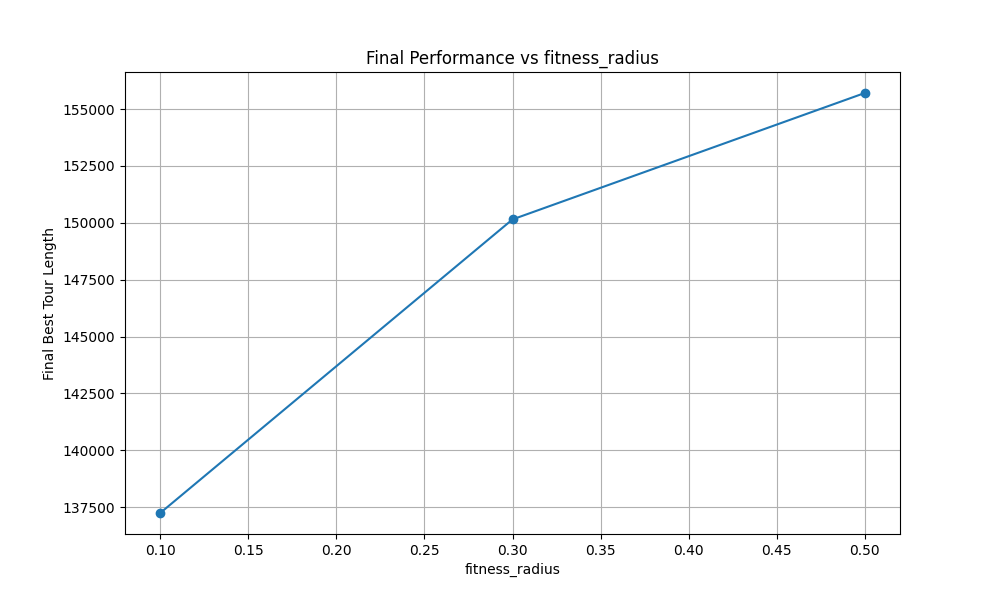 Final Performance vs fitness_radius
Final Best Tour Length
155000
152500
150000
147500
145000
142500
140000
137500
0.10 0.15 0.20 0.25 0.30 0.35 0.40 0.45 0.50
fitness_radius